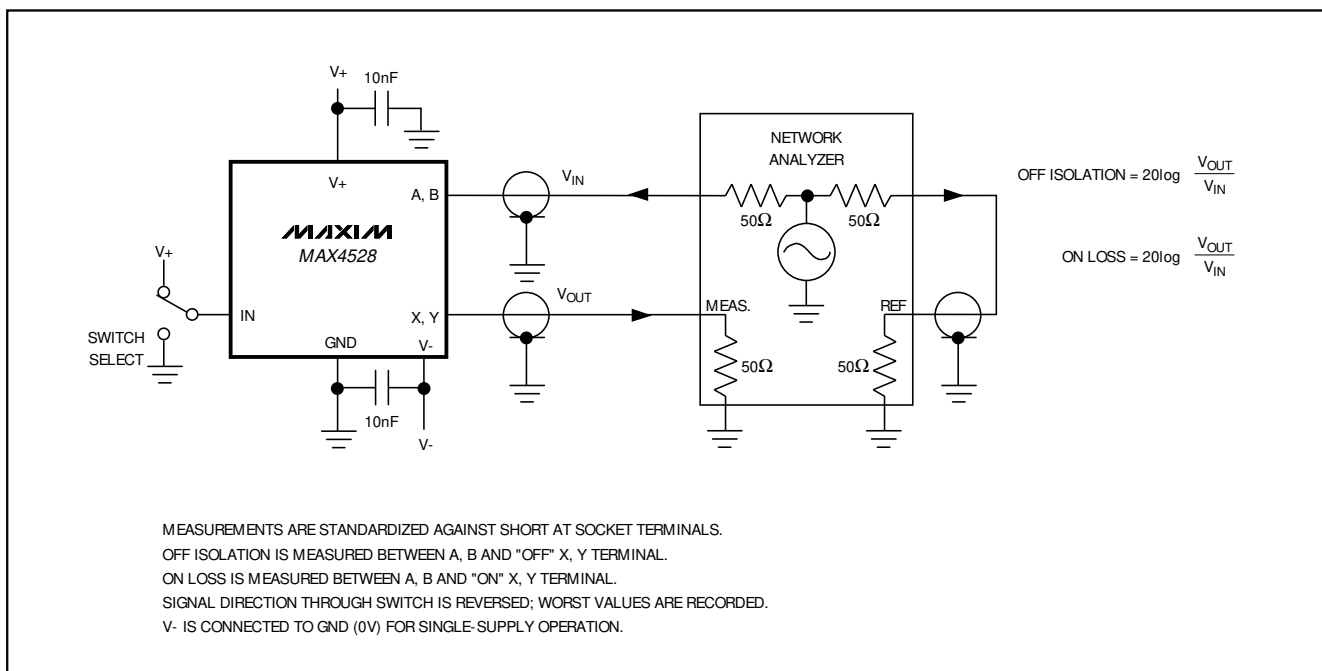 V+
10nF
V+
A, B
VIN
NETWORK
ANALYZER
50Ω
50Ω
OFF ISOLATION = 20log VOUT
VIN
MAXIM
MAX4528
ON LOSS = 20log VOUT
VIN
V+
IN
SWITCH
SELECT
X, Y
VOUT
MEAS.
REF
GND
V-
50Ω
50Ω
10nF
V-
MEASUREMENTS ARE STANDARDIZED AGAINST SHORT AT SOCKET TERMINALS.
OFF ISOLATION IS MEASURED BETWEEN A, B AND "OFF" X, Y TERMINAL.
ON LOSS IS MEASURED BETWEEN A, B AND "ON" X, Y TERMINAL.
SIGNAL DIRECTION THROUGH SWITCH IS REVERSED; WORST VALUES ARE RECORDED.
V- IS CONNECTED TO GND (0V) FOR SINGLE-SUPPLY OPERATION.